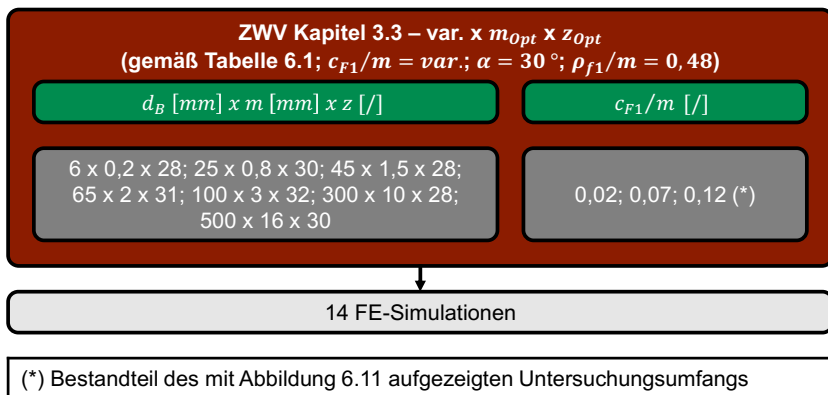 ZWV Kapitel 3.3 – var. x m_Opt x z_Opt
(gemäß Tabelle 6.1; c_F1/m = var.; α = 30 °; ρ_f1/m = 0,48)
d_B [mm] x m [mm] x z [/]
c_F1/m [/]
6 x 0,2 x 28; 25 x 0,8 x 30; 45 x 1,5 x 28;
65 x 2 x 31; 100 x 3 x 32; 300 x 10 x 28;
500 x 16 x 30
0,02; 0,07; 0,12 (*)
14 FE-Simulationen
(*) Bestandteil des mit Abbildung 6.11 aufgezeigten Untersuchungsumfangs